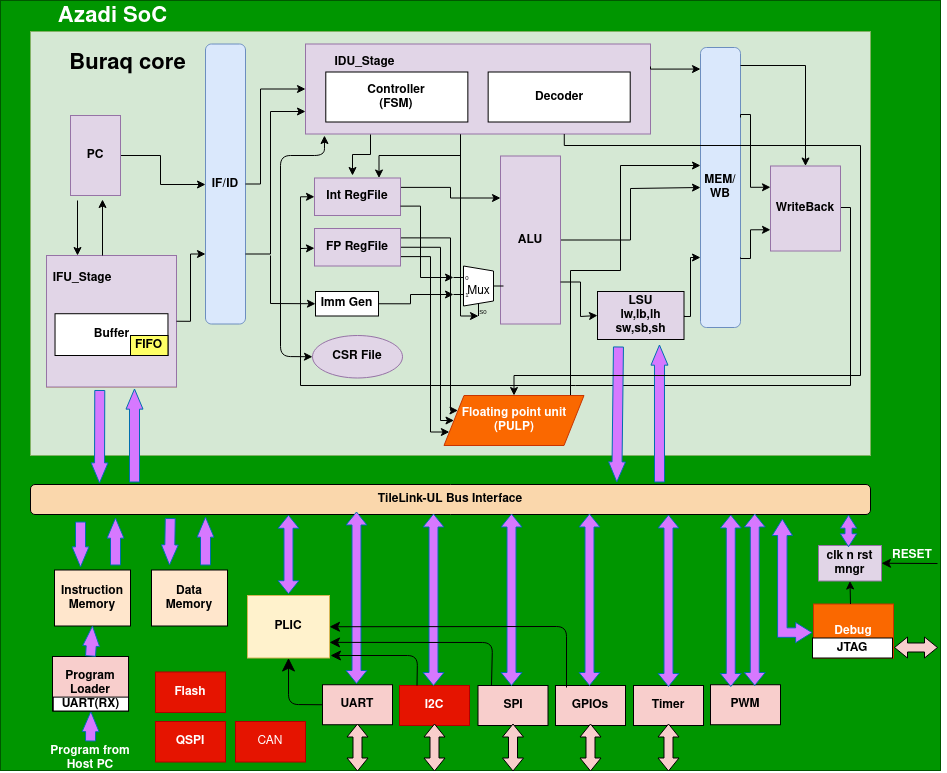 Azadi SoC
Buraq core
IDU_Stage
Controller
(FSM)
Decoder
PC
IF/ID
MEM/
WB
Int RegFile
WriteBack
ALU
FP RegFile
IFU_Stage
Mux
0
1
so
Imm Gen
LSU
lw,lb,lh
sw,sb,sh
Buffer
FIFO
CSR File
Floating point unit
(PULP)
TileLink-UL Bus Interface
clk n rst
mngr
RESET
Instruction
Memory
Data
Memory
PLIC
Debug
JTAG
Program
Loader
UART(RX)
Flash
UART
I2C
SPI
GPIOs
Timer
PWM
QSPI
CAN
Program from
Host PC